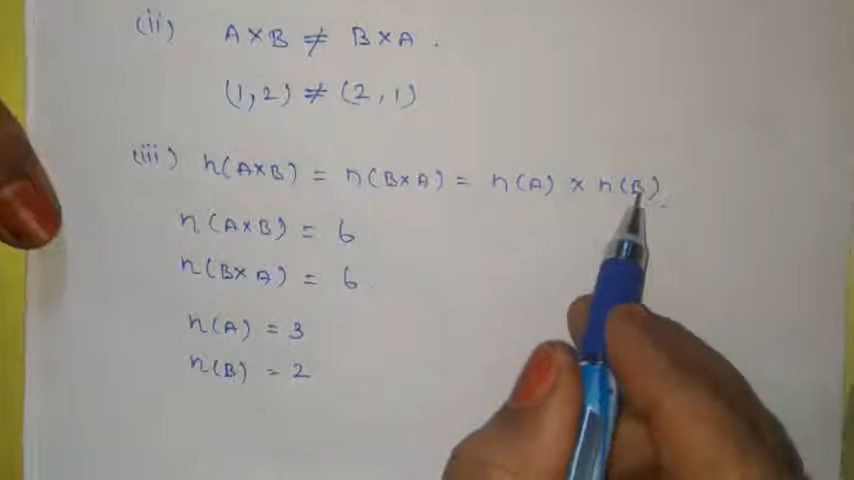 (ii) A×B ≠ B×A .
(1,2) ≠ (2,1)
(iii) n(A×B) = n(B×A) = n(A) × n(B).
n(A×B) = 6
n(B×A) = 6.
n(A) = 3
n(B) = 2